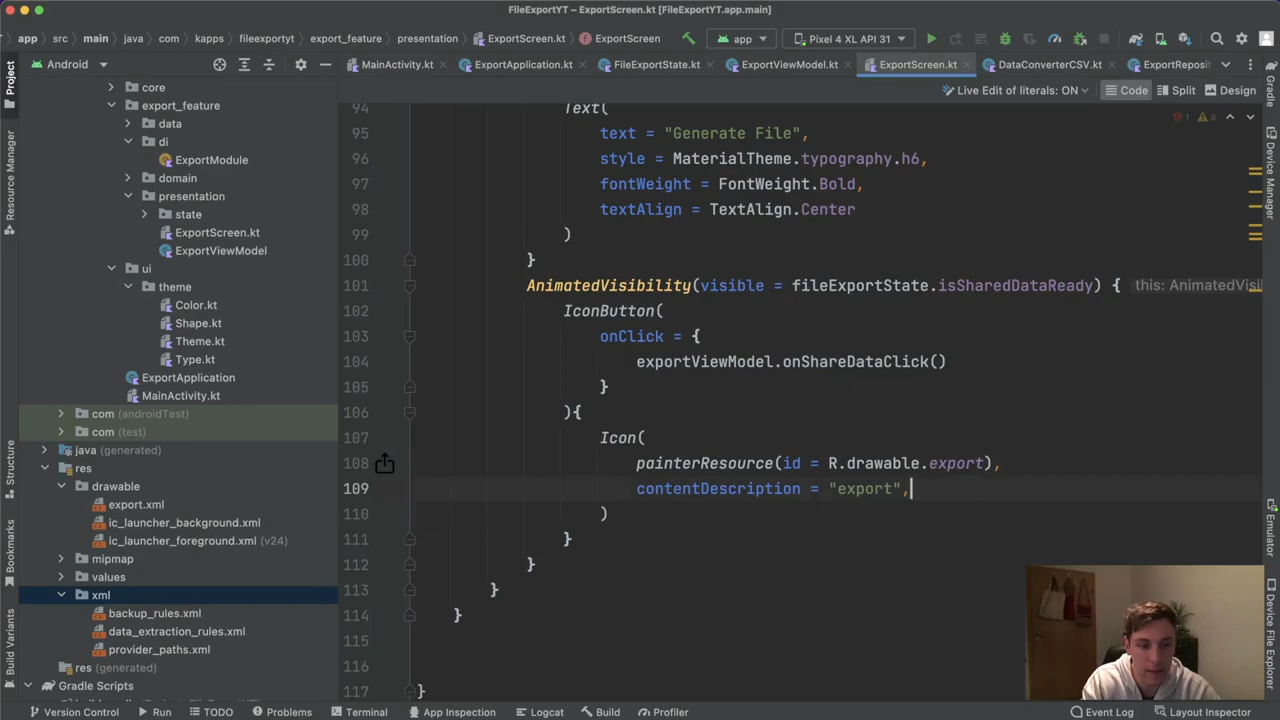 FileExportYT – ExportScreen.kt [FileExportYT.app.main]
app src main java com kapps fileexportyt export_feature presentation ExportScreen.kt ExportScreen app Pixel 4 XL API 31
Android MainActivity.kt ExportApplication.kt FileExportState.kt ExportViewModel.kt ExportScreen.kt DataConverterCSV.kt ExportReposit
Live Edit of literals: ON Code Split Design
1 8
Project
Resource Manager
Structure
Bookmarks
Build Variants
core
export_feature
data
di
ExportModule
domain
presentation
state
ExportScreen.kt
ExportViewModel
ui
theme
Color.kt
Shape.kt
Theme.kt
Type.kt
ExportApplication
MainActivity.kt
com (androidTest)
com (test)
java (generated)
res
drawable
export.xml
ic_launcher_background.xml
ic_launcher_foreground.xml (v24)
mipmap
values
xml
backup_rules.xml
data_extraction_rules.xml
provider_paths.xml
res (generated)
Gradle Scripts
94 Text(
95 text = "Generate File",
96 style = MaterialTheme.typography.h6,
97 fontWeight = FontWeight.Bold,
98 textAlign = TextAlign.Center
99 )
100 }
101 AnimatedVisibility(visible = fileExportState.isSharedDataReady) { this: AnimatedVisi
102 IconButton(
103 onClick = {
104 exportViewModel.onShareDataClick()
105 }
106 ){
107 Icon(
108 painterResource(id = R.drawable.export),
109 contentDescription = "export",
110 )
111 }
112 }
113 }
114 }
115
116
117 }
Gradle
Device Manager
Emulator
Device File Explorer
Version Control Run TODO Problems Terminal App Inspection Logcat Build Profiler Event Log Layout Inspector